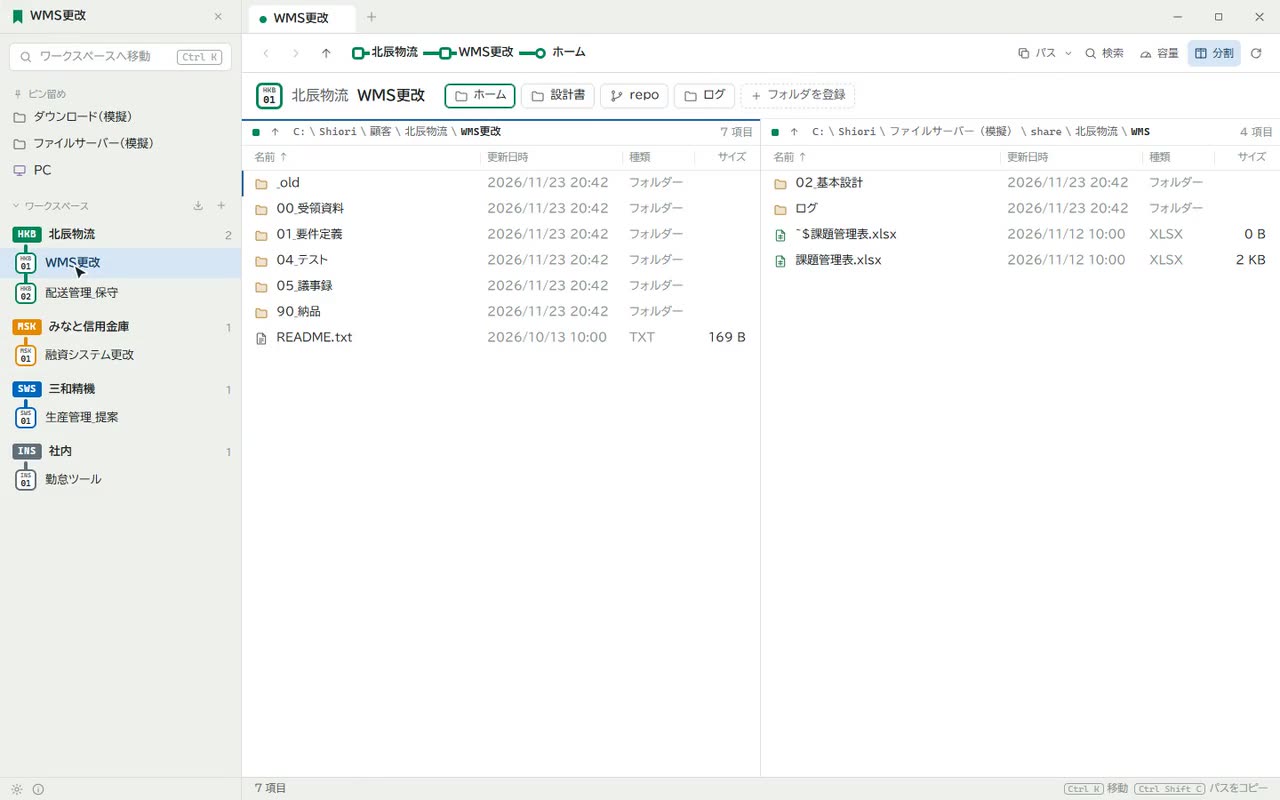 WMS更改
ワークスペースへ移動 Ctrl K
ピン留め
ダウンロード(模擬)
ファイルサーバー(模擬)
PC
ワークスペース
HKB 北辰物流 2
HKB 01 WMS更改
HKB 02 配送管理_保守
MSK みなと信用金庫 1
MSK 01 融資システム更改
SWS 三和精機 1
SWS 01 生産管理_提案
INS 社内 1
INS 01 勤怠ツール
WMS更改
北辰物流 WMS更改 ホーム
パス 検索 容量 分割
HKB 01 北辰物流 WMS更改 ホーム 設計書 repo ログ + フォルダを登録
C: \ Shiori \ 顧客 \ 北辰物流 \ WMS更改 7 項目
名前 ↑ 更新日時 種類 サイズ
_old 2026/11/23 20:42 フォルダー
00_受領資料 2026/11/23 20:42 フォルダー
01_要件定義 2026/11/23 20:42 フォルダー
04_テスト 2026/11/23 20:42 フォルダー
05_議事録 2026/11/23 20:42 フォルダー
90_納品 2026/11/23 20:42 フォルダー
README.txt 2026/10/13 10:00 TXT 169 B
C: \ Shiori \ ファイルサーバー（模擬） \ share \ 北辰物流 \ WMS 4 項目
名前 ↑ 更新日時 種類 サイズ
02_基本設計 2026/11/23 20:42 フォルダー
ログ 2026/11/23 20:42 フォルダー
~$課題管理表.xlsx 2026/11/12 10:00 XLSX 0 B
課題管理表.xlsx 2026/11/12 10:00 XLSX 2 KB
7 項目
Ctrl K 移動 Ctrl Shift C パスをコピー